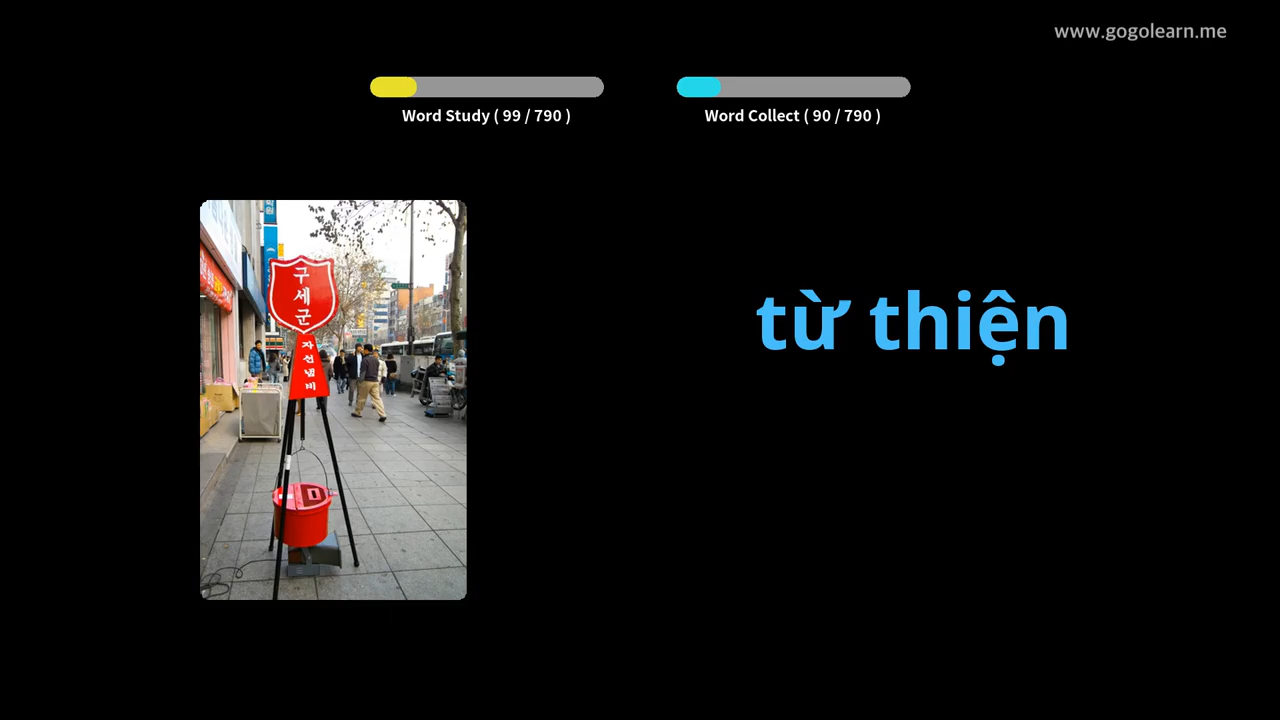 www.gogolearn.me
Word Study ( 99 / 790 )
Word Collect ( 90 / 790 )
từ thiện
구
세
군
자
선
냄
비